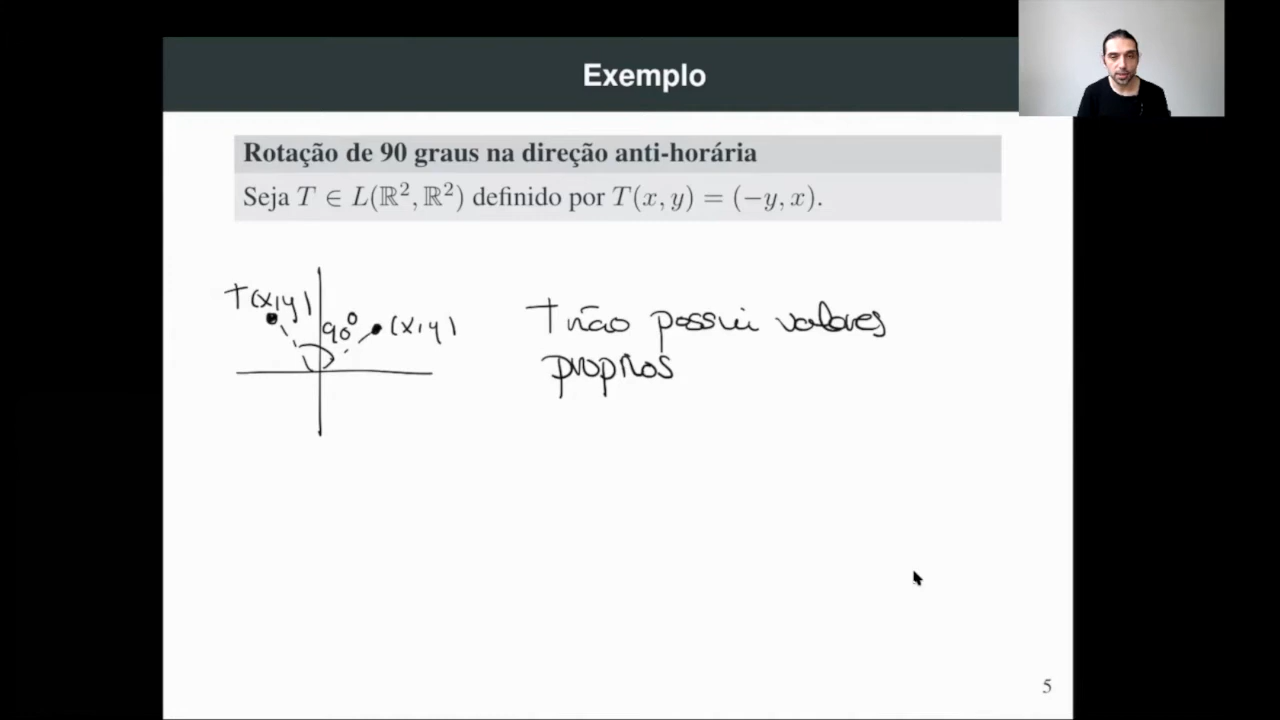 Exemplo
Rotação de 90 graus na direção anti-horária
Seja T ∈ L(ℝ², ℝ²) definido por T(x, y) = (−y, x).
T(x,y)
90°
(x,y)
T não possui valores
proprios
5